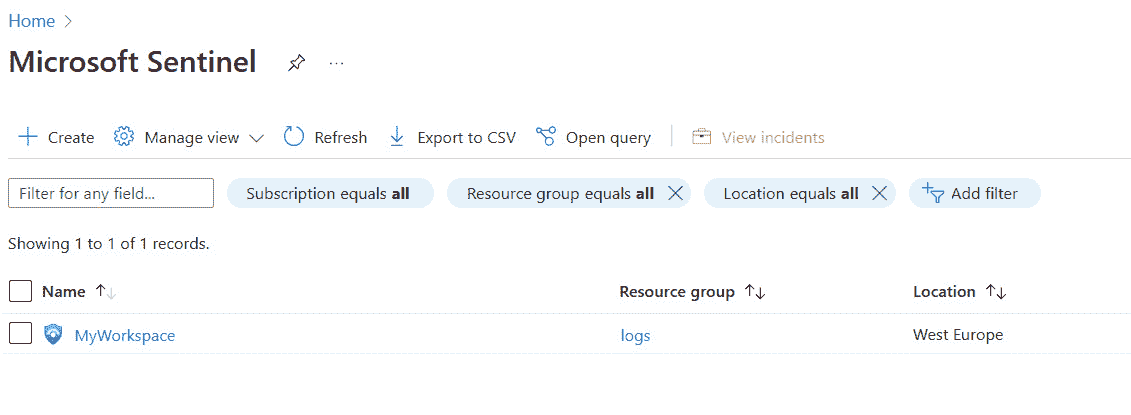 Home >
Microsoft Sentinel ...
Create Manage view Refresh Export to CSV Open query View incidents
Filter for any field... Subscription equals all Resource group equals all Location equals all Add filter
Showing 1 to 1 of 1 records.
Name Resource group Location
MyWorkspace logs West Europe